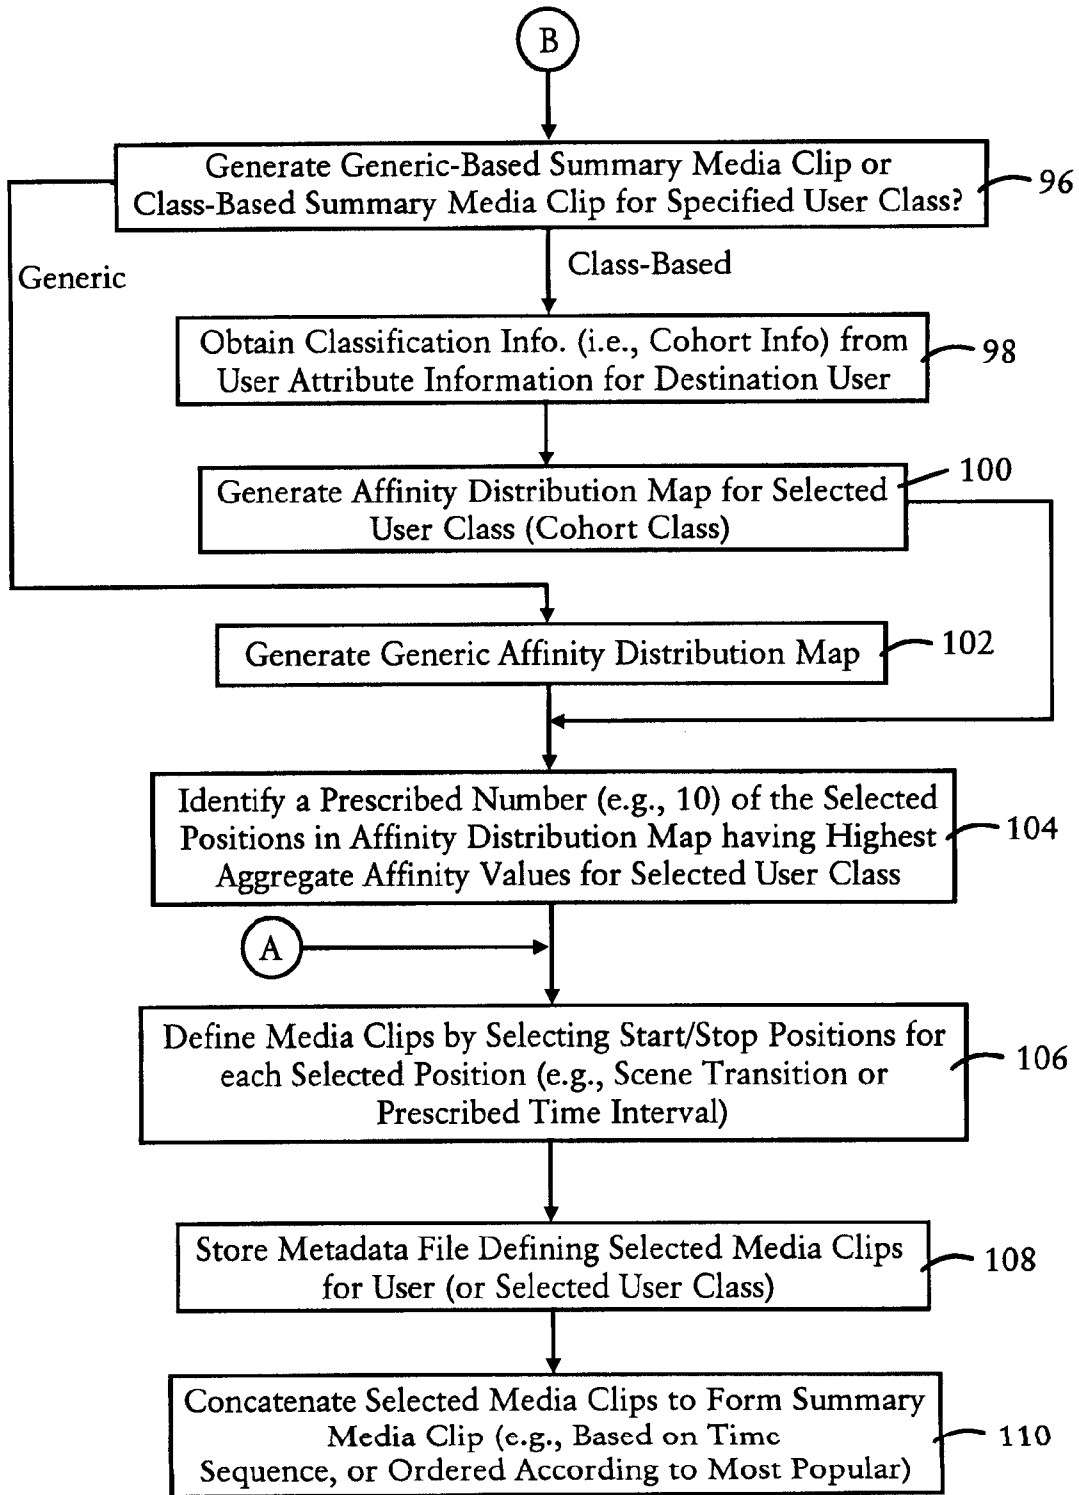 B
Generate Generic-Based Summary Media Clip or
Class-Based Summary Media Clip for Specified User Class?
96
Generic
Class-Based
Obtain Classification Info. (i.e., Cohort Info) from
User Attribute Information for Destination User
98
Generate Affinity Distribution Map for Selected
User Class (Cohort Class)
100
Generate Generic Affinity Distribution Map
102
Identify a Prescribed Number (e.g., 10) of the Selected
Positions in Affinity Distribution Map having Highest
Aggregate Affinity Values for Selected User Class
104
A
Define Media Clips by Selecting Start/Stop Positions for
each Selected Position (e.g., Scene Transition or
Prescribed Time Interval)
106
Store Metadata File Defining Selected Media Clips
for User (or Selected User Class)
108
Concatenate Selected Media Clips to Form Summary
Media Clip (e.g., Based on Time
Sequence, or Ordered According to Most Popular)
110